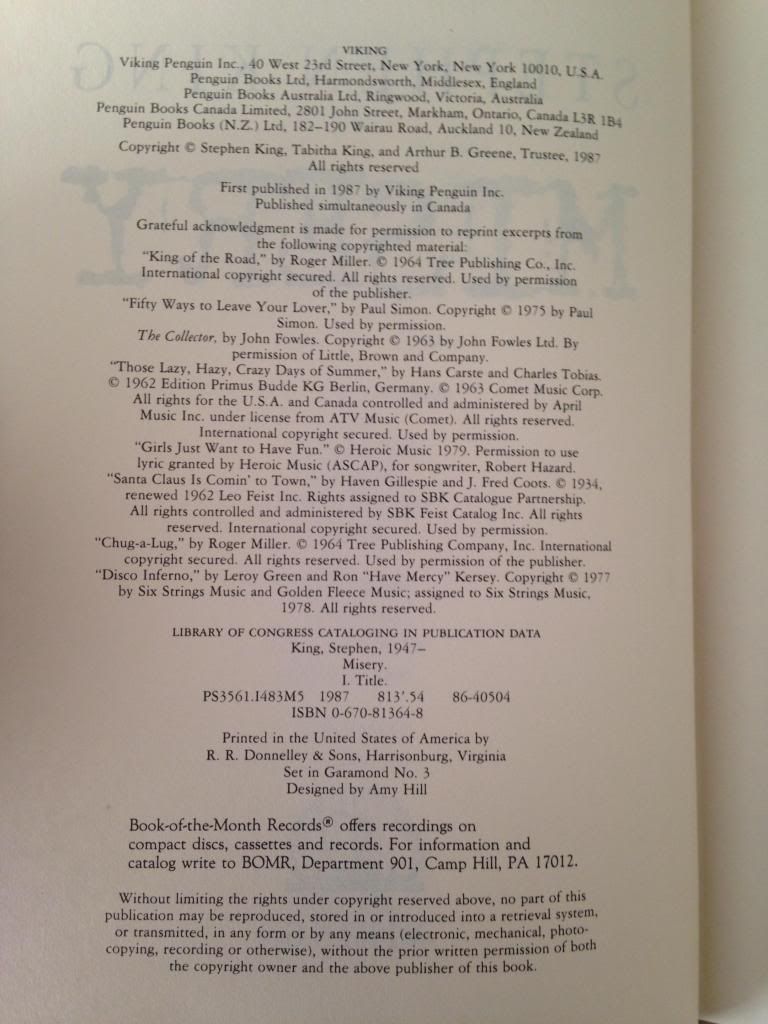 VIKING
Viking Penguin Inc., 40 West 23rd Street, New York, New York 10010, U.S.A.
Penguin Books Ltd, Harmondsworth, Middlesex, England
Penguin Books Australia Ltd, Ringwood, Victoria, Australia
Penguin Books Canada Limited, 2801 John Street, Markham, Ontario, Canada L3R 1B4
Penguin Books (N.Z.) Ltd, 182–190 Wairau Road, Auckland 10, New Zealand
Copyright © Stephen King, Tabitha King, and Arthur B. Greene, Trustee, 1987
All rights reserved
First published in 1987 by Viking Penguin Inc.
Published simultaneously in Canada
Grateful acknowledgment is made for permission to reprint excerpts from
the following copyrighted material:
"King of the Road," by Roger Miller. © 1964 Tree Publishing Co., Inc.
International copyright secured. All rights reserved. Used by permission
of the publisher.
"Fifty Ways to Leave Your Lover," by Paul Simon. Copyright © 1975 by Paul
Simon. Used by permission.
The Collector, by John Fowles. Copyright © 1963 by John Fowles Ltd. By
permission of Little, Brown and Company.
"Those Lazy, Hazy, Crazy Days of Summer," by Hans Carste and Charles Tobias.
© 1962 Edition Primus Budde KG Berlin, Germany. © 1963 Comet Music Corp.
All rights for the U.S.A. and Canada controlled and administered by April
Music Inc. under license from ATV Music (Comet). All rights reserved.
International copyright secured. Used by permission.
"Girls Just Want to Have Fun." © Heroic Music 1979. Permission to use
lyric granted by Heroic Music (ASCAP), for songwriter, Robert Hazard.
"Santa Claus Is Comin' to Town," by Haven Gillespie and J. Fred Coots. © 1934,
renewed 1962 Leo Feist Inc. Rights assigned to SBK Catalogue Partnership.
All rights controlled and administered by SBK Feist Catalog Inc. All rights
reserved. International copyright secured. Used by permission.
"Chug-a-Lug," by Roger Miller. © 1964 Tree Publishing Company, Inc. International
copyright secured. All rights reserved. Used by permission of the publisher.
"Disco Inferno," by Leroy Green and Ron "Have Mercy" Kersey. Copyright © 1977
by Six Strings Music and Golden Fleece Music; assigned to Six Strings Music,
1978. All rights reserved.
LIBRARY OF CONGRESS CATALOGING IN PUBLICATION DATA
King, Stephen, 1947–
Misery.
I. Title.
PS3561.I483M5 1987 813'.54 86-40504
ISBN 0-670-81364-8
Printed in the United States of America by
R. R. Donnelley & Sons, Harrisonburg, Virginia
Set in Garamond No. 3
Designed by Amy Hill
Book-of-the-Month Records® offers recordings on
compact discs, cassettes and records. For information and
catalog write to BOMR, Department 901, Camp Hill, PA 17012.
Without limiting the rights under copyright reserved above, no part of this
publication may be reproduced, stored in or introduced into a retrieval system,
or transmitted, in any form or by any means (electronic, mechanical, photo-
copying, recording or otherwise), without the prior written permission of both
the copyright owner and the above publisher of this book.